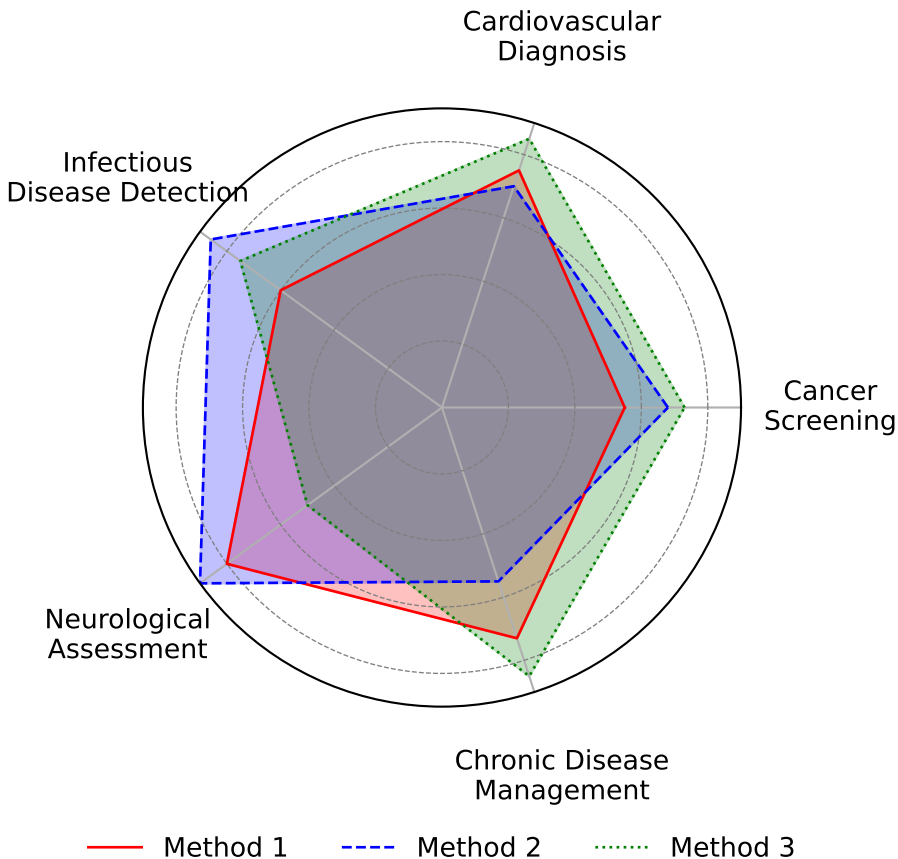 Cardiovascular
Diagnosis
Infectious
Disease Detection
Cancer
Screening
Neurological
Assessment
Chronic Disease
Management
Method 1
Method 2
Method 3